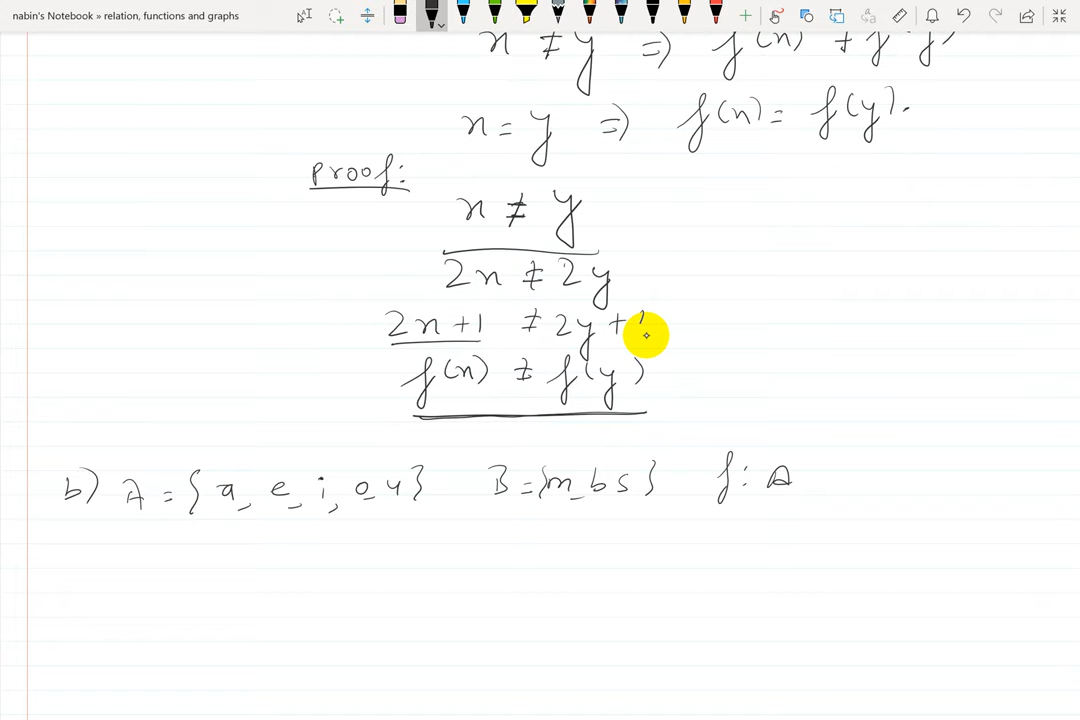 nabin's Notebook » relation, functions and graphs
x ≠ y ⇒ f(x) ≠ f(y)
x = y ⇒ f(x) = f(y).
Proof:
x ≠ y
2x ≠ 2y
2x + 1 ≠ 2y + 1
f(x) ≠ f(y)
b) A = {a, e, i, o, u} B = {m, b, s} f: A